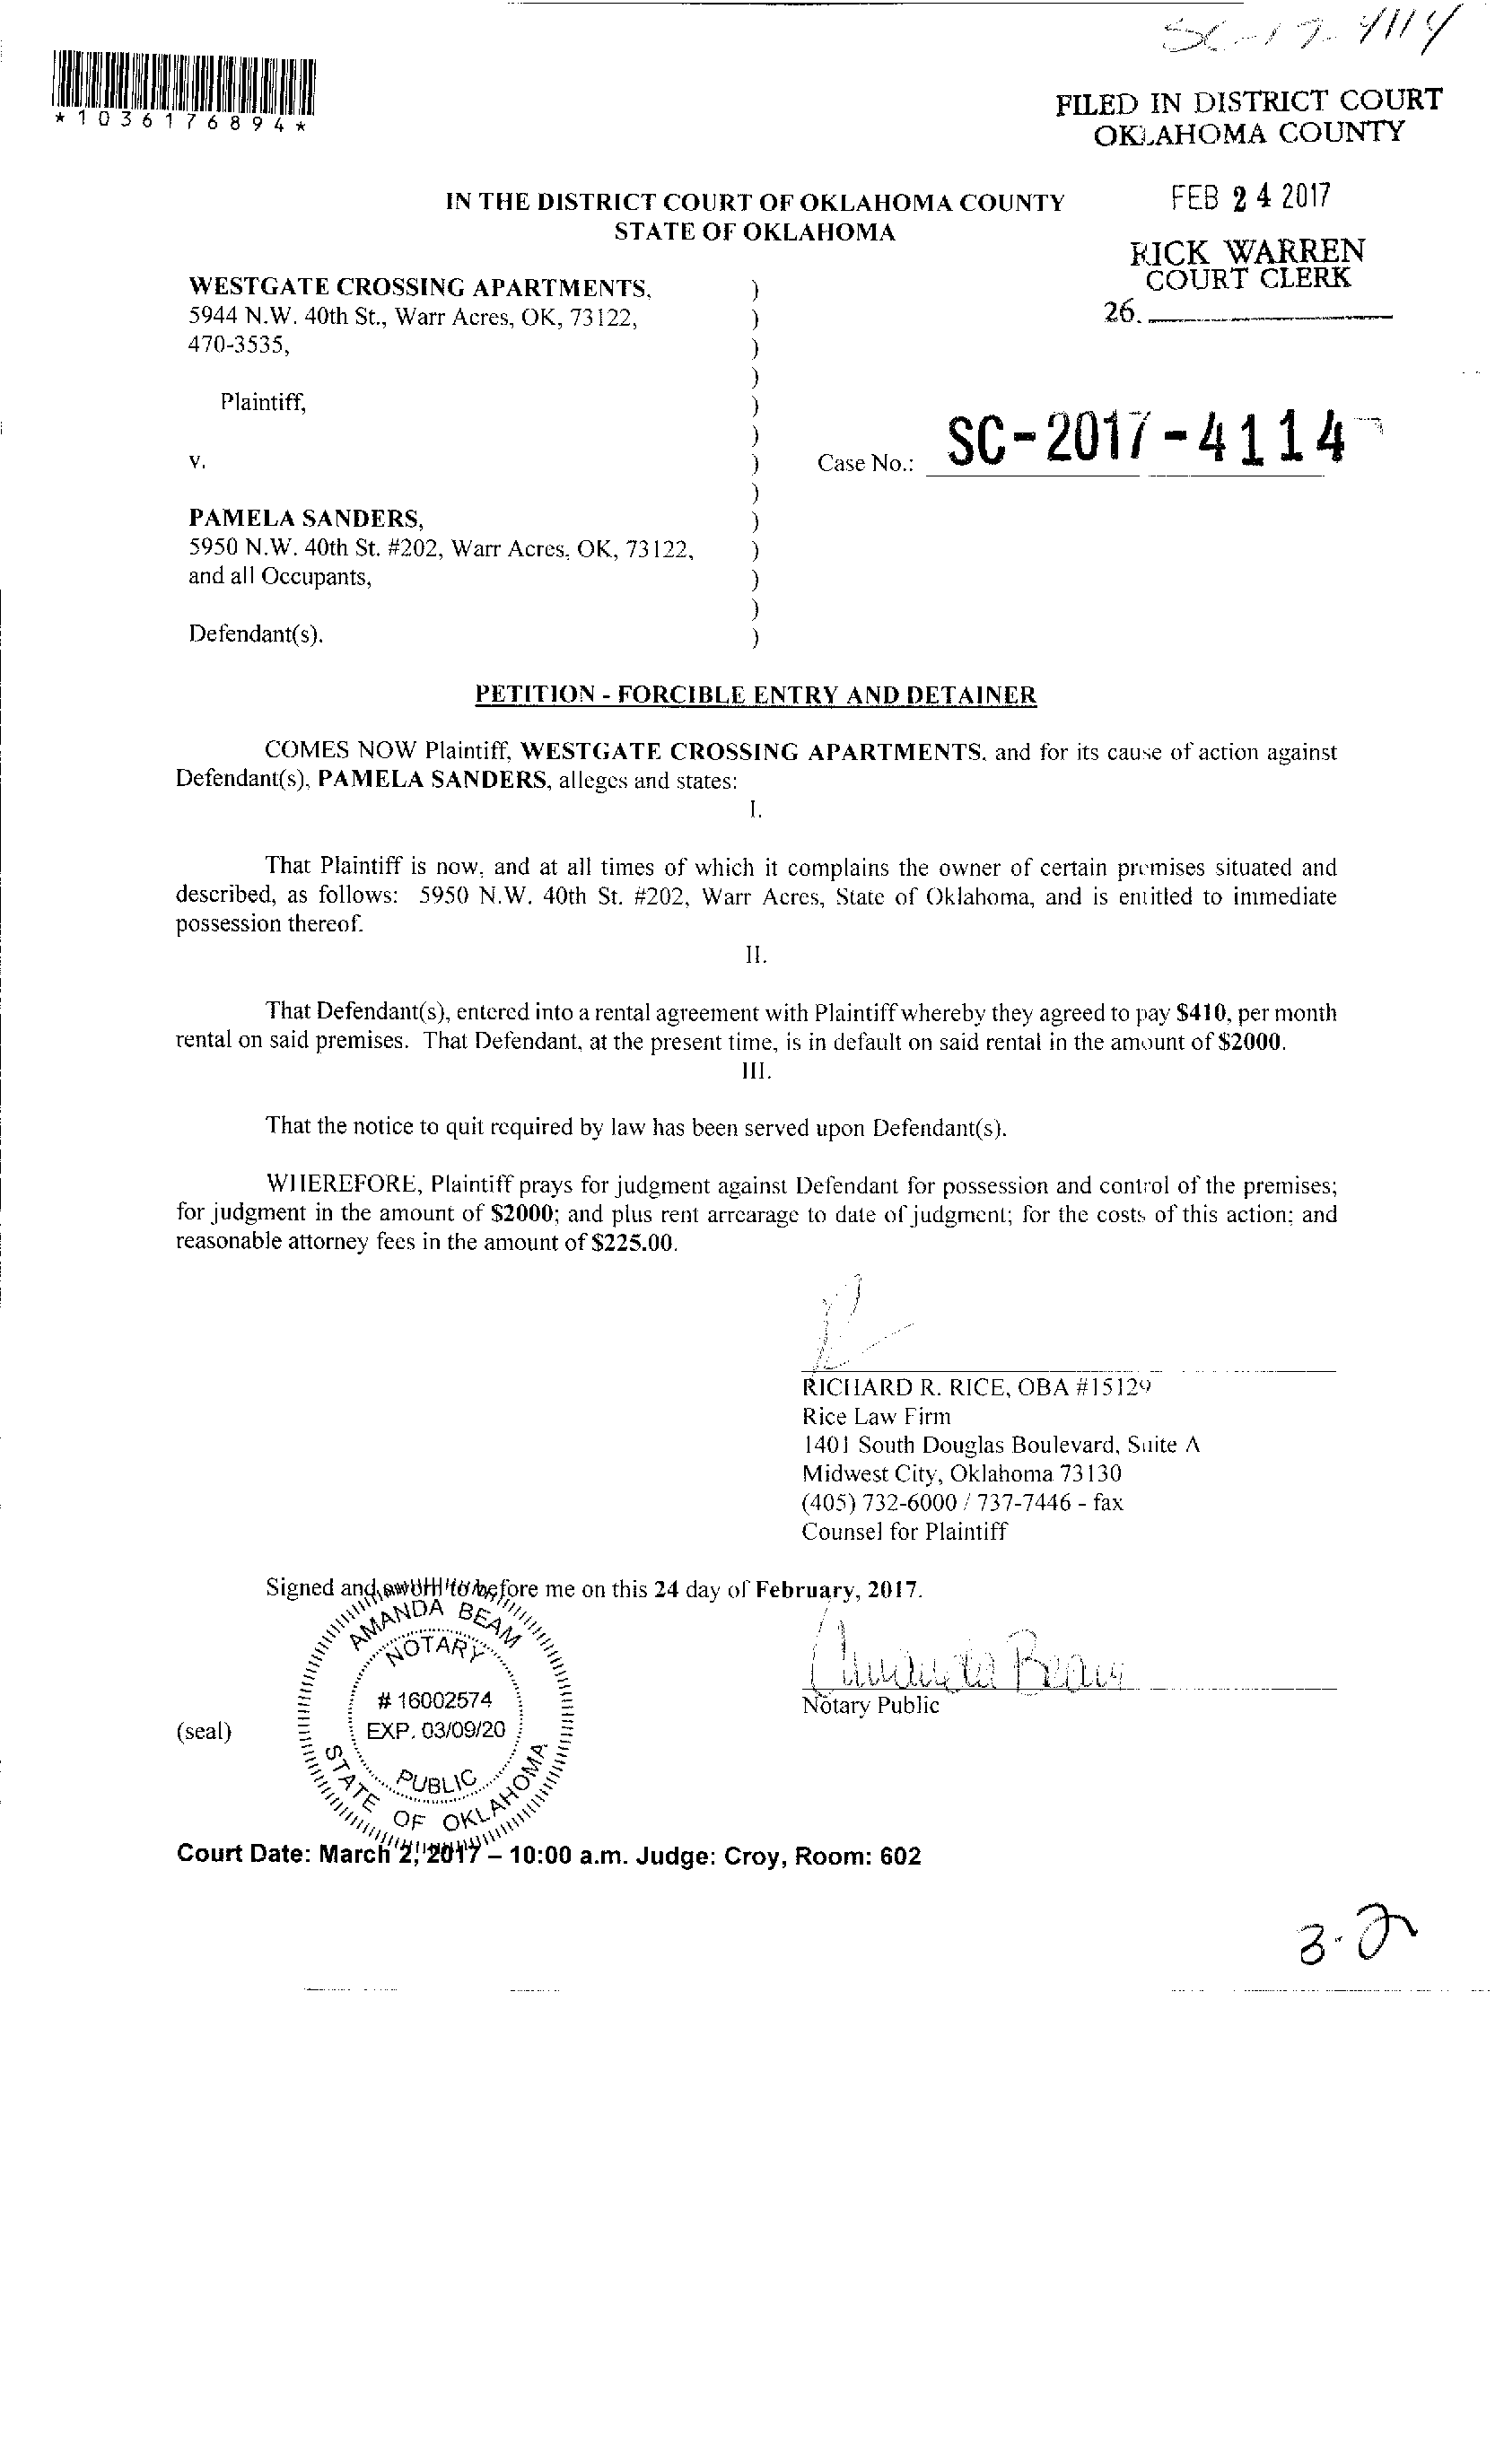 SC-17-4114
*1036176894*
FILED IN DISTRICT COURT
OKLAHOMA COUNTY
FEB 24 2017
RICK WARREN
COURT CLERK
26.
IN THE DISTRICT COURT OF OKLAHOMA COUNTY
STATE OF OKLAHOMA
WESTGATE CROSSING APARTMENTS, )
5944 N.W. 40th St., Warr Acres, OK, 73122, )
470-3535, )
)
Plaintiff, )
)
v. ) Case No.: SC-2017-4114
)
PAMELA SANDERS, )
5950 N.W. 40th St. #202, Warr Acres, OK, 73122, )
and all Occupants, )
)
Defendant(s). )
PETITION - FORCIBLE ENTRY AND DETAINER
COMES NOW Plaintiff, WESTGATE CROSSING APARTMENTS, and for its cause of action against
Defendant(s), PAMELA SANDERS, alleges and states:
I.
That Plaintiff is now, and at all times of which it complains the owner of certain premises situated and
described, as follows: 5950 N.W. 40th St. #202, Warr Acres, State of Oklahoma, and is entitled to immediate
possession thereof.
II.
That Defendant(s), entered into a rental agreement with Plaintiff whereby they agreed to pay $410, per month
rental on said premises. That Defendant, at the present time, is in default on said rental in the amount of $2000.
III.
That the notice to quit required by law has been served upon Defendant(s).
WHEREFORE, Plaintiff prays for judgment against Defendant for possession and control of the premises;
for judgment in the amount of $2000; and plus rent arrearage to date of judgment; for the costs of this action; and
reasonable attorney fees in the amount of $225.00.
RICHARD R. RICE, OBA #15129
Rice Law Firm
1401 South Douglas Boulevard, Suite A
Midwest City, Oklahoma 73130
(405) 732-6000 / 737-7446 - fax
Counsel for Plaintiff
Signed and sworn to before me on this 24 day of February, 2017.
AMANDA BEAM
NOTARY
# 16002574
EXP. 03/09/20
PUBLIC
STATE OF OKLAHOMA
Amanda Beam
Notary Public
(seal)
Court Date: March 2, 2017 – 10:00 a.m. Judge: Croy, Room: 602
3-2